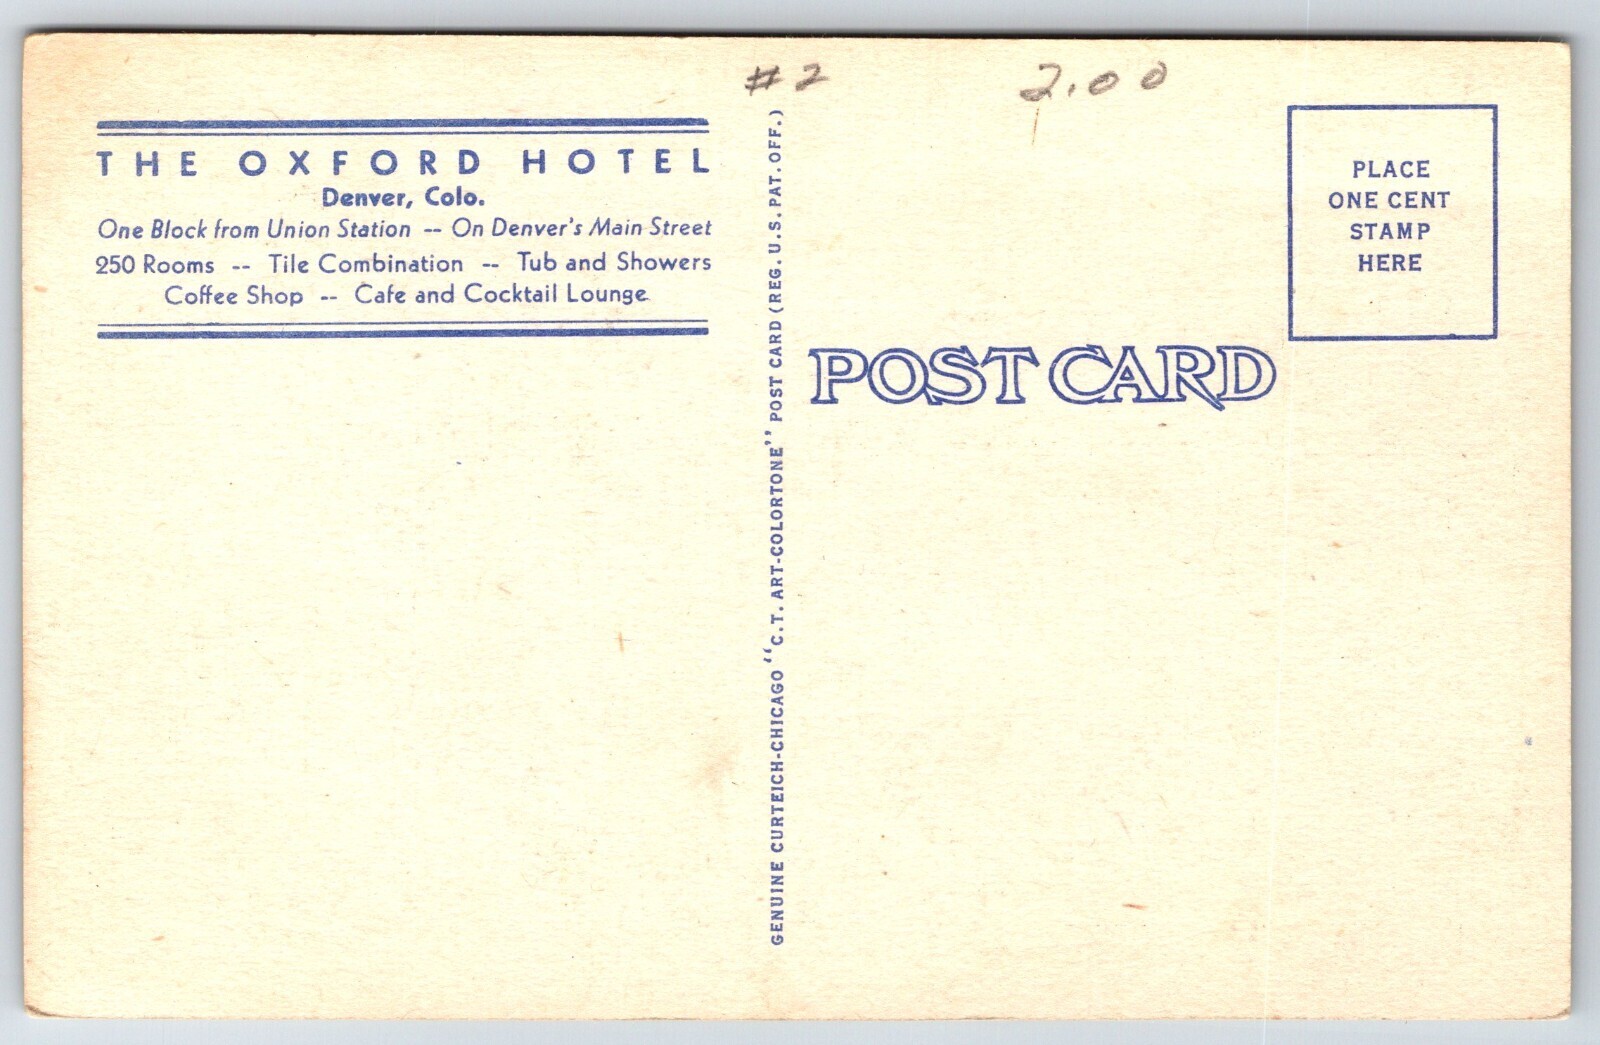 #2
2.00
THE OXFORD HOTEL
Denver, Colo.
One Block from Union Station -- On Denver's Main Street
250 Rooms -- Tile Combination -- Tub and Showers
Coffee Shop -- Cafe and Cocktail Lounge
GENUINE CURTEICH-CHICAGO "C.T. ART-COLORTONE" POST CARD (REG. U.S. PAT. OFF.)
PLACE
ONE CENT
STAMP
HERE
POST CARD